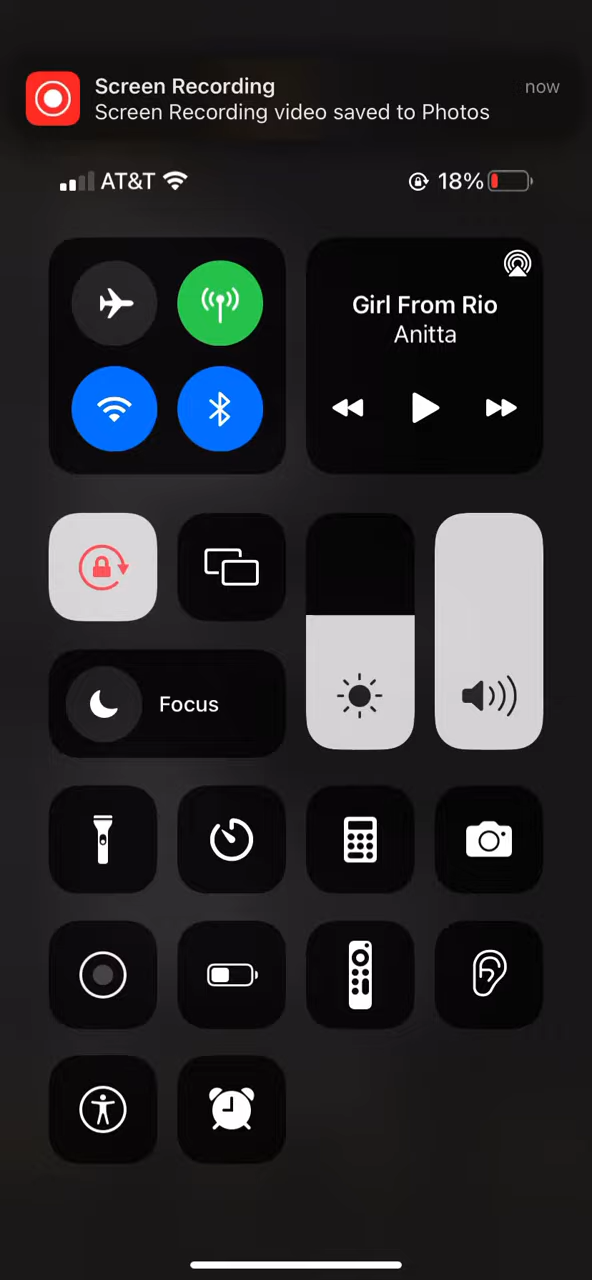 Screen Recording
now
Screen Recording video saved to Photos
AT&T
18%
Girl From Rio
Anitta
Focus